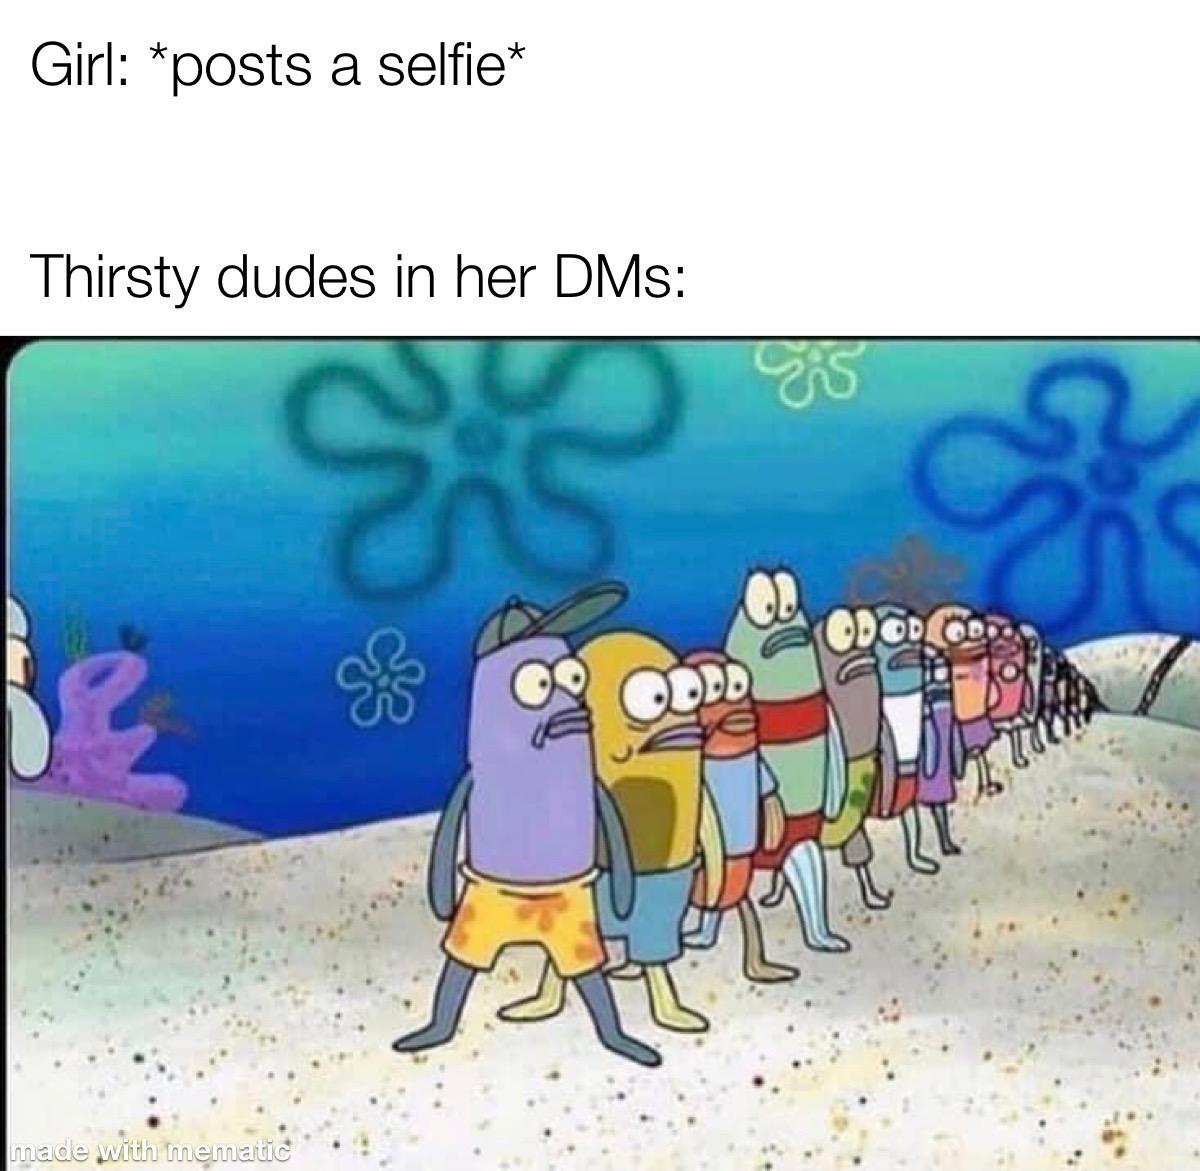 Girl: *posts a selfie*
Thirsty dudes in her DMs:
made with mematic